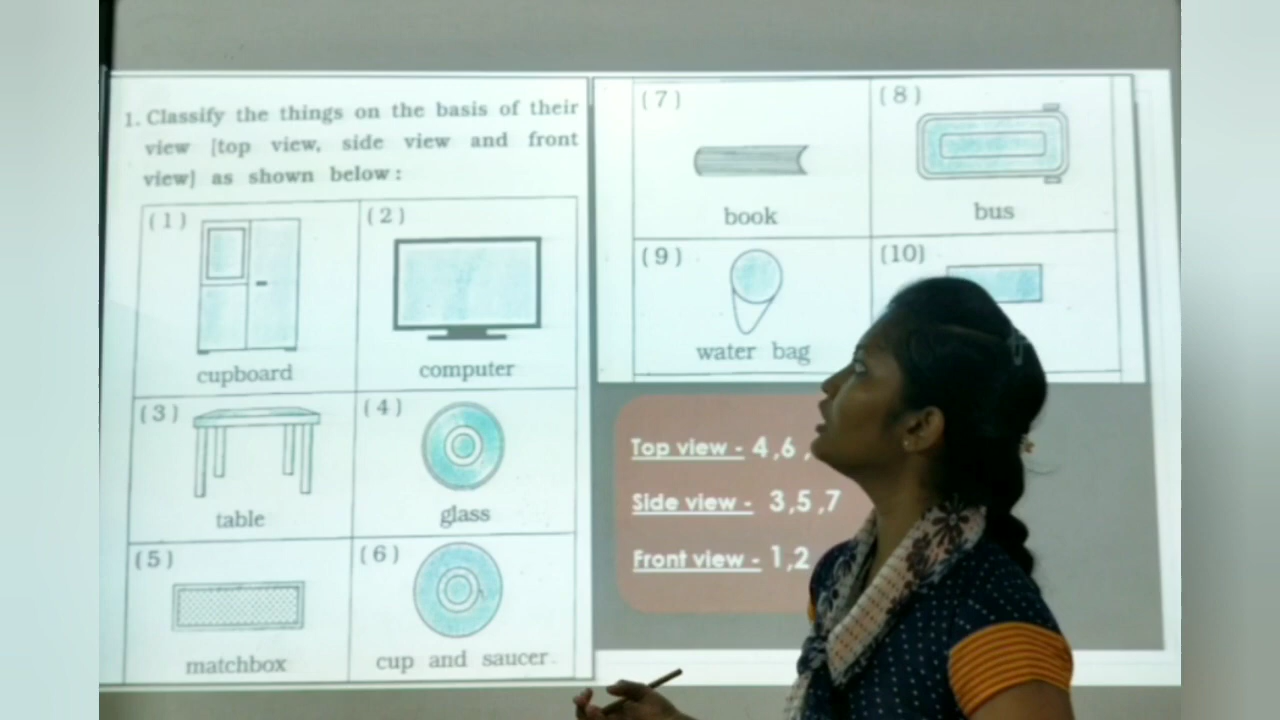 1. Classify the things on the basis of their
view [top view, side view and front
view] as shown below :
(1)
cupboard
(2)
computer
(3)
table
(4)
glass
(5)
matchbox
(6)
cup and saucer
(7)
book
(8)
bus
(9)
water bag
(10)
Top view - 4,6,
Side view - 3,5,7
Front view - 1,2